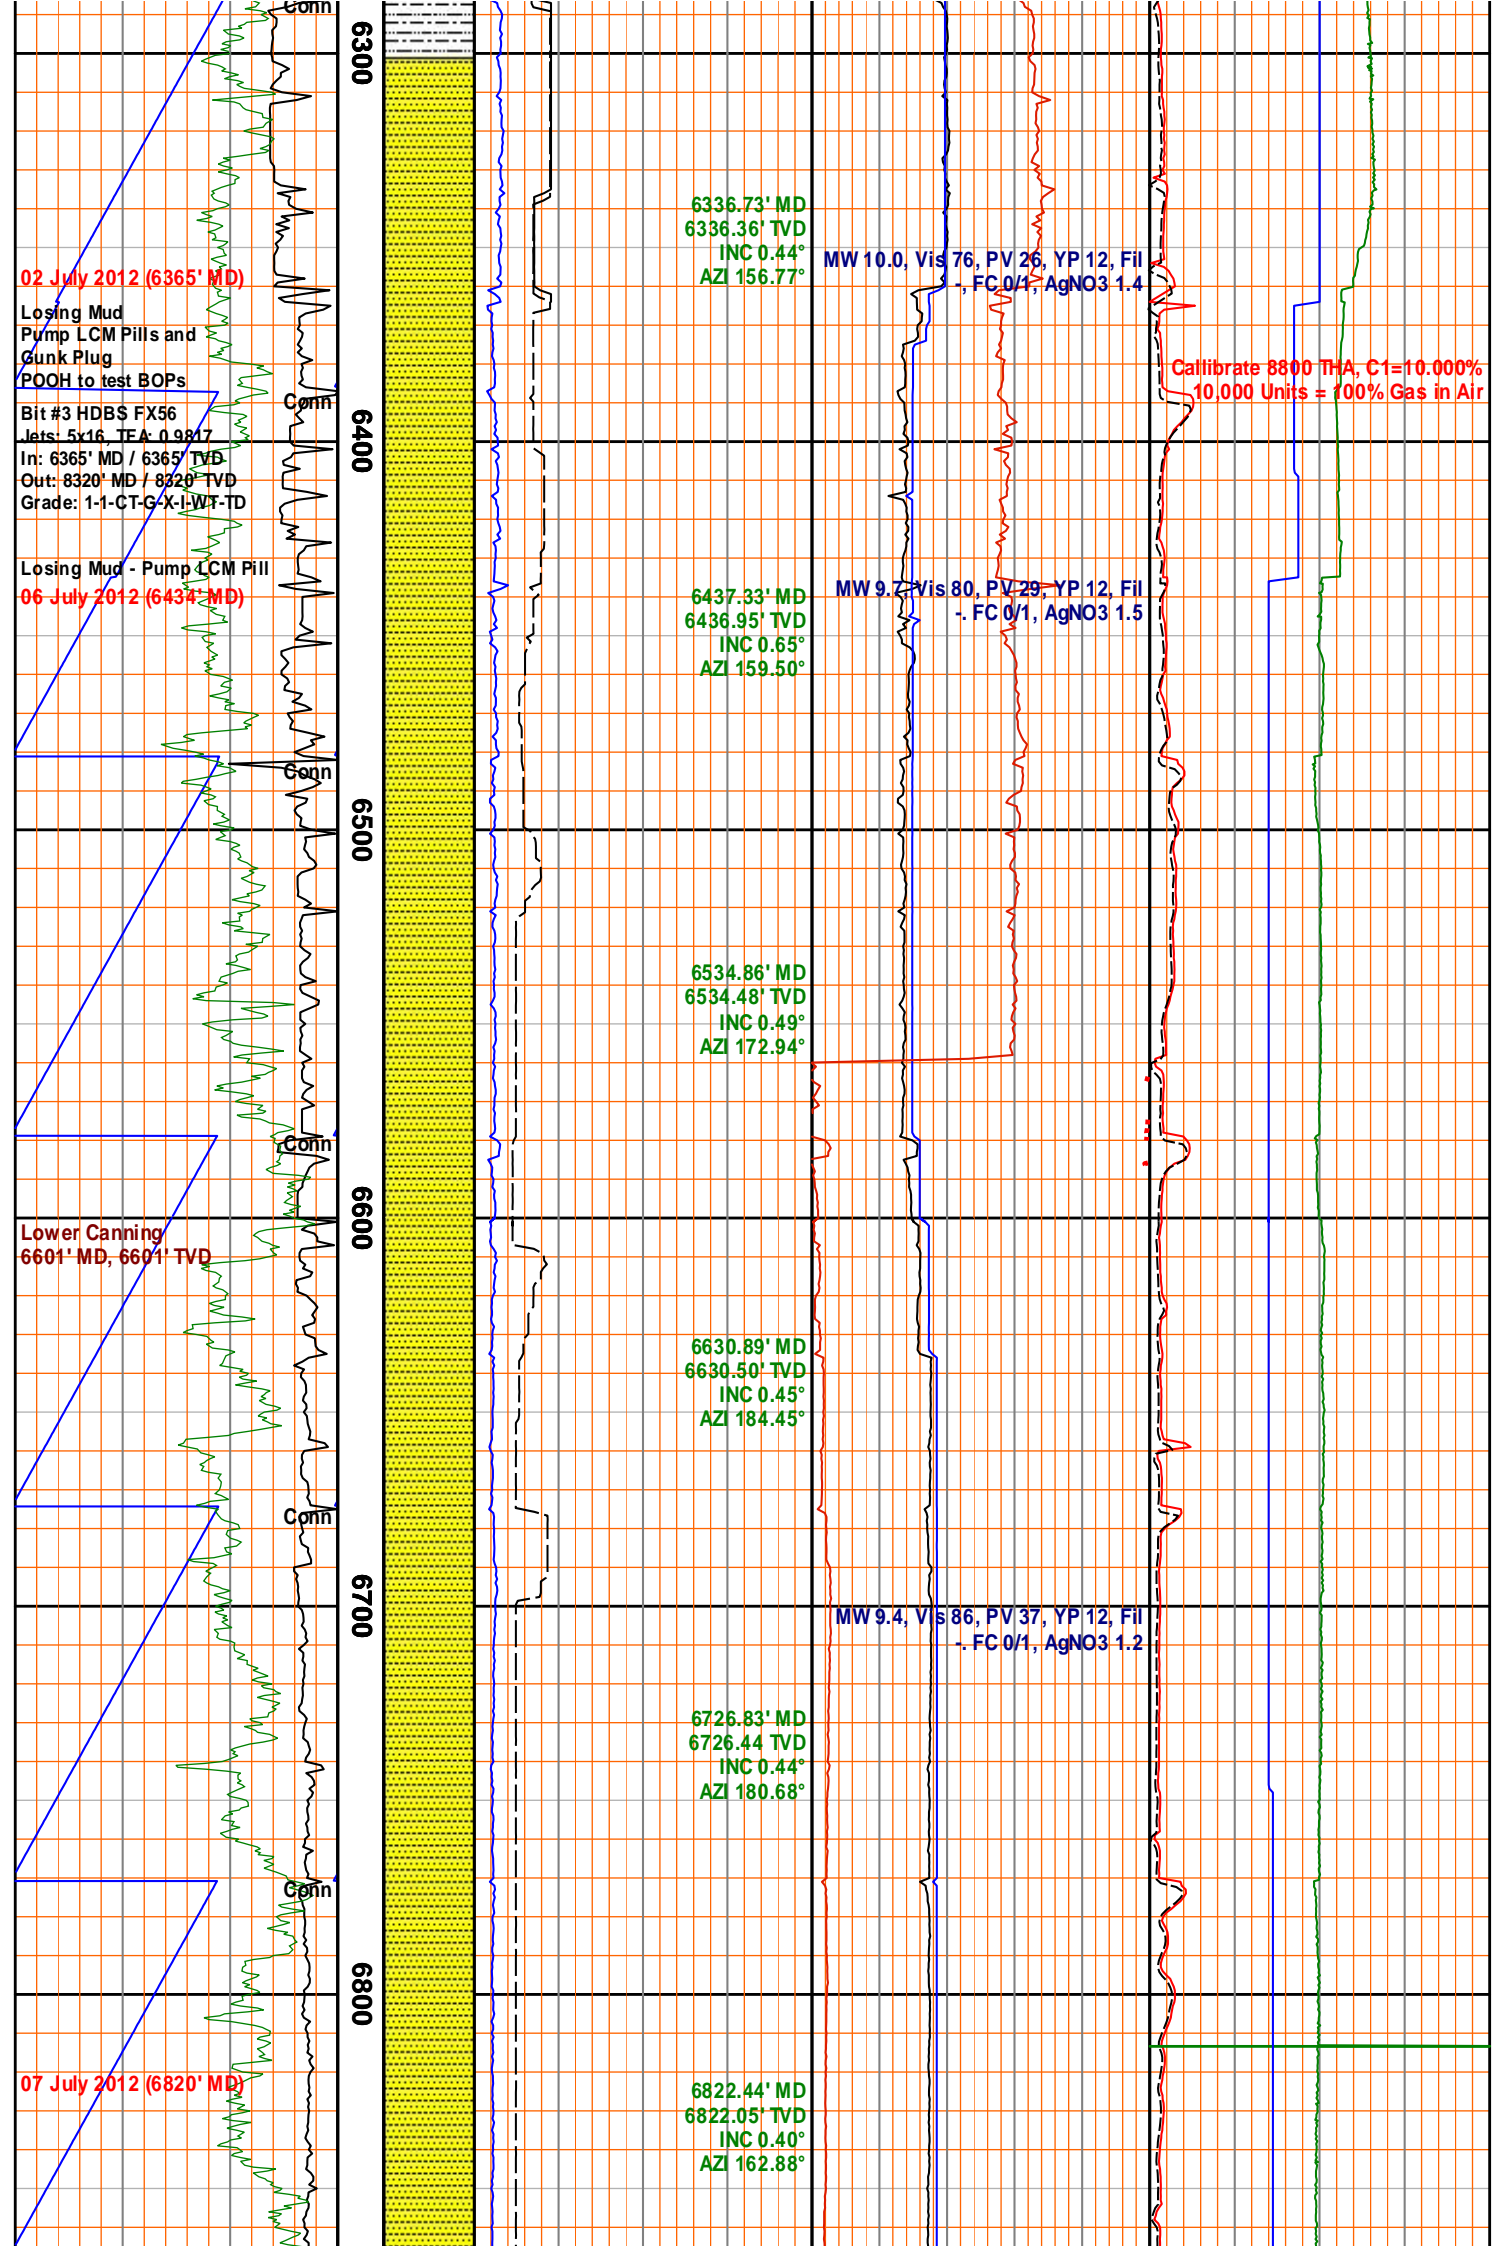 Conn
6300
6336.73' MD
6336.36' TVD
INC 0.44°
AZI 156.77°
MW 10.0, Vis 76, PV 26, YP 12, Fil
-, FC 0/1, AgNO3 1.4
02 July 2012 (6365' MD)
Losing Mud
Pump LCM Pills and
Gunk Plug
POOH to test BOPs
Callibrate 8800 THA, C1=10.000%
10,000 Units = 100% Gas in Air
Conn
Bit #3 HDBS FX56
Jets: 5x16, TFA: 0.9817
In: 6365' MD / 6365' TVD
Out: 8320' MD / 8320' TVD
Grade: 1-1-CT-G-X-I-WT-TD
6400
Losing Mud - Pump LCM Pill
06 July 2012 (6434' MD)
6437.33' MD
6436.95' TVD
INC 0.65°
AZI 159.50°
MW 9.7, Vis 80, PV 29, YP 12, Fil
-. FC 0/1, AgNO3 1.5
Conn
6500
6534.86' MD
6534.48' TVD
INC 0.49°
AZI 172.94°
Conn
6600
Lower Canning
6601' MD, 6601' TVD
6630.89' MD
6630.50' TVD
INC 0.45°
AZI 184.45°
Conn
6700
MW 9.4, Vis 86, PV 37, YP 12, Fil
-. FC 0/1, AgNO3 1.2
6726.83' MD
6726.44 TVD
INC 0.44°
AZI 180.68°
Conn
6800
07 July 2012 (6820' MD)
6822.44' MD
6822.05' TVD
INC 0.40°
AZI 162.88°